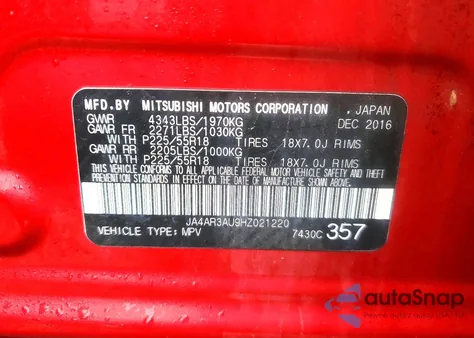 MFD.BY MITSUBISHI MOTORS CORPORATION , JAPAN
GVWR 4343LBS/1970KG DEC 2016
GAWR FR 2271LBS/1030KG
WITH P225/55R18 TIRES 18X7.0J RIMS
GAWR RR 2205LBS/1000KG
WITH P225/55R18 TIRES 18X7.0J RIMS
THIS VEHICLE CONFORMS TO ALL APPLICABLE FEDERAL MOTOR VEHICLE SAFETY AND THEFT PREVENTION STANDARDS IN EFFECT ON THE DATE OF MANUFACTURE SHOWN ABOVE.
JA4AR3AU9HZ021220
VEHICLE TYPE: MPV 7430C 357
autoSnap